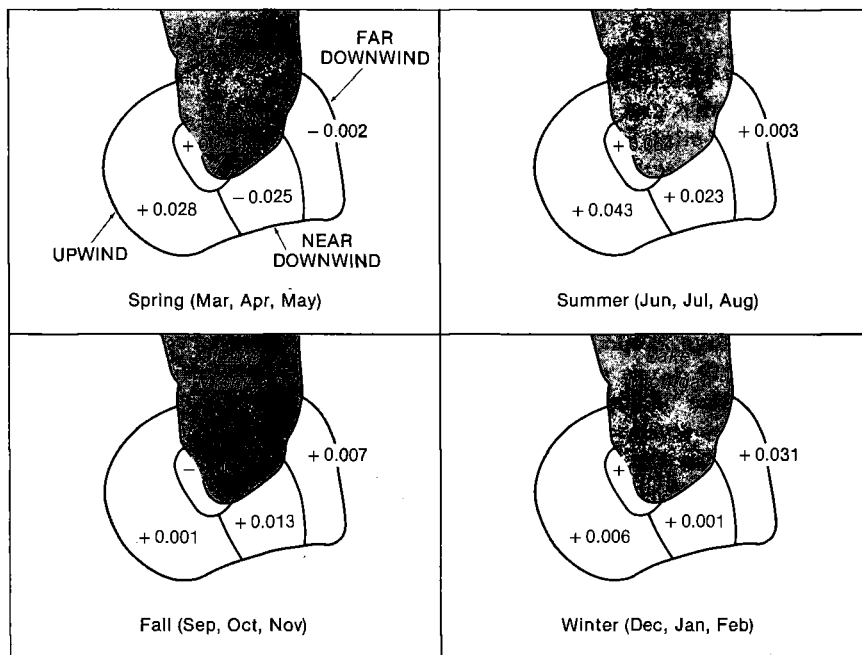 FAR
DOWNWIND
+
− 0.002
+ 0.028
− 0.025
UPWIND
NEAR
DOWNWIND
Spring (Mar, Apr, May)
+ 0.003
+ 0.043
+ 0.023
Summer (Jun, Jul, Aug)
+ 0.007
−
+ 0.001
+ 0.013
Fall (Sep, Oct, Nov)
Lake
+ 0.031
+
+ 0.006
+ 0.001
Winter (Dec, Jan, Feb)